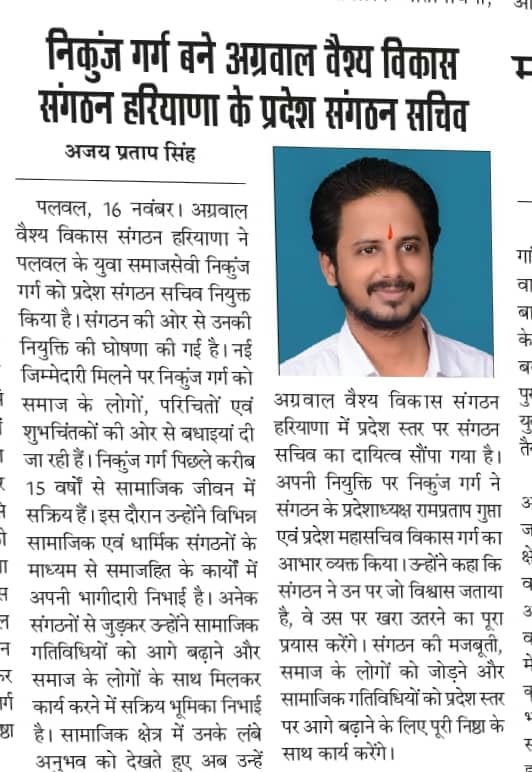 निकुंज गर्ग बने अग्रवाल वैश्य विकास
संगठन हरियाणा के प्रदेश संगठन सचिव
अजय प्रताप सिंह
पलवल, 16 नवंबर। अग्रवाल
वैश्य विकास संगठन हरियाणा ने
पलवल के युवा समाजसेवी निकुंज
गर्ग को प्रदेश संगठन सचिव नियुक्त
किया है। संगठन की ओर से उनकी
नियुक्ति की घोषणा की गई है। नई
जिम्मेदारी मिलने पर निकुंज गर्ग को
समाज के लोगों, परिचितों एवं
शुभचिंतकों की ओर से बधाइयां दी
जा रही हैं। निकुंज गर्ग पिछले करीब
15 वर्षों से सामाजिक जीवन में
सक्रिय हैं। इस दौरान उन्होंने विभिन्न
सामाजिक एवं धार्मिक संगठनों के
माध्यम से समाजहित के कार्यों में
अपनी भागीदारी निभाई है। अनेक
संगठनों से जुड़कर उन्होंने सामाजिक
गतिविधियों को आगे बढ़ाने और
समाज के लोगों के साथ मिलकर
कार्य करने में सक्रिय भूमिका निभाई
है। सामाजिक क्षेत्र में उनके लंबे
अनुभव को देखते हुए अब उन्हें
अग्रवाल वैश्य विकास संगठन
हरियाणा में प्रदेश स्तर पर संगठन
सचिव का दायित्व सौंपा गया है।
अपनी नियुक्ति पर निकुंज गर्ग ने
संगठन के प्रदेशाध्यक्ष रामप्रताप गुप्ता
एवं प्रदेश महासचिव विकास गर्ग का
आभार व्यक्त किया। उन्होंने कहा कि
संगठन ने उन पर जो विश्वास जताया
है, वे उस पर खरा उतरने का पूरा
प्रयास करेंगे। संगठन की मजबूती,
समाज के लोगों को जोड़ने और
सामाजिक गतिविधियों को प्रदेश स्तर
पर आगे बढ़ाने के लिए पूरी निष्ठा के
साथ कार्य करेंगे।